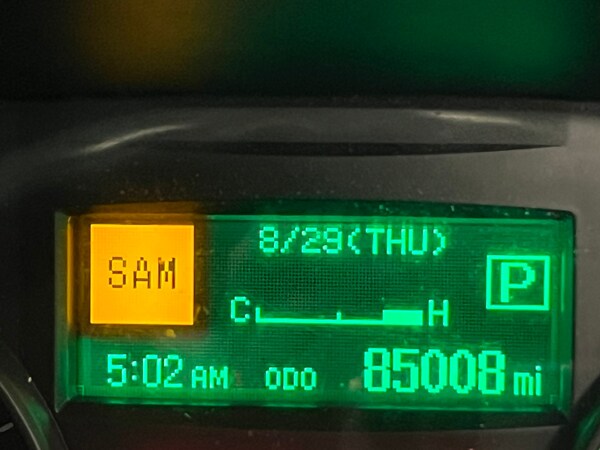 8/29(THU)
SAM
P
C H
5:02 AM ODO 85008 mi